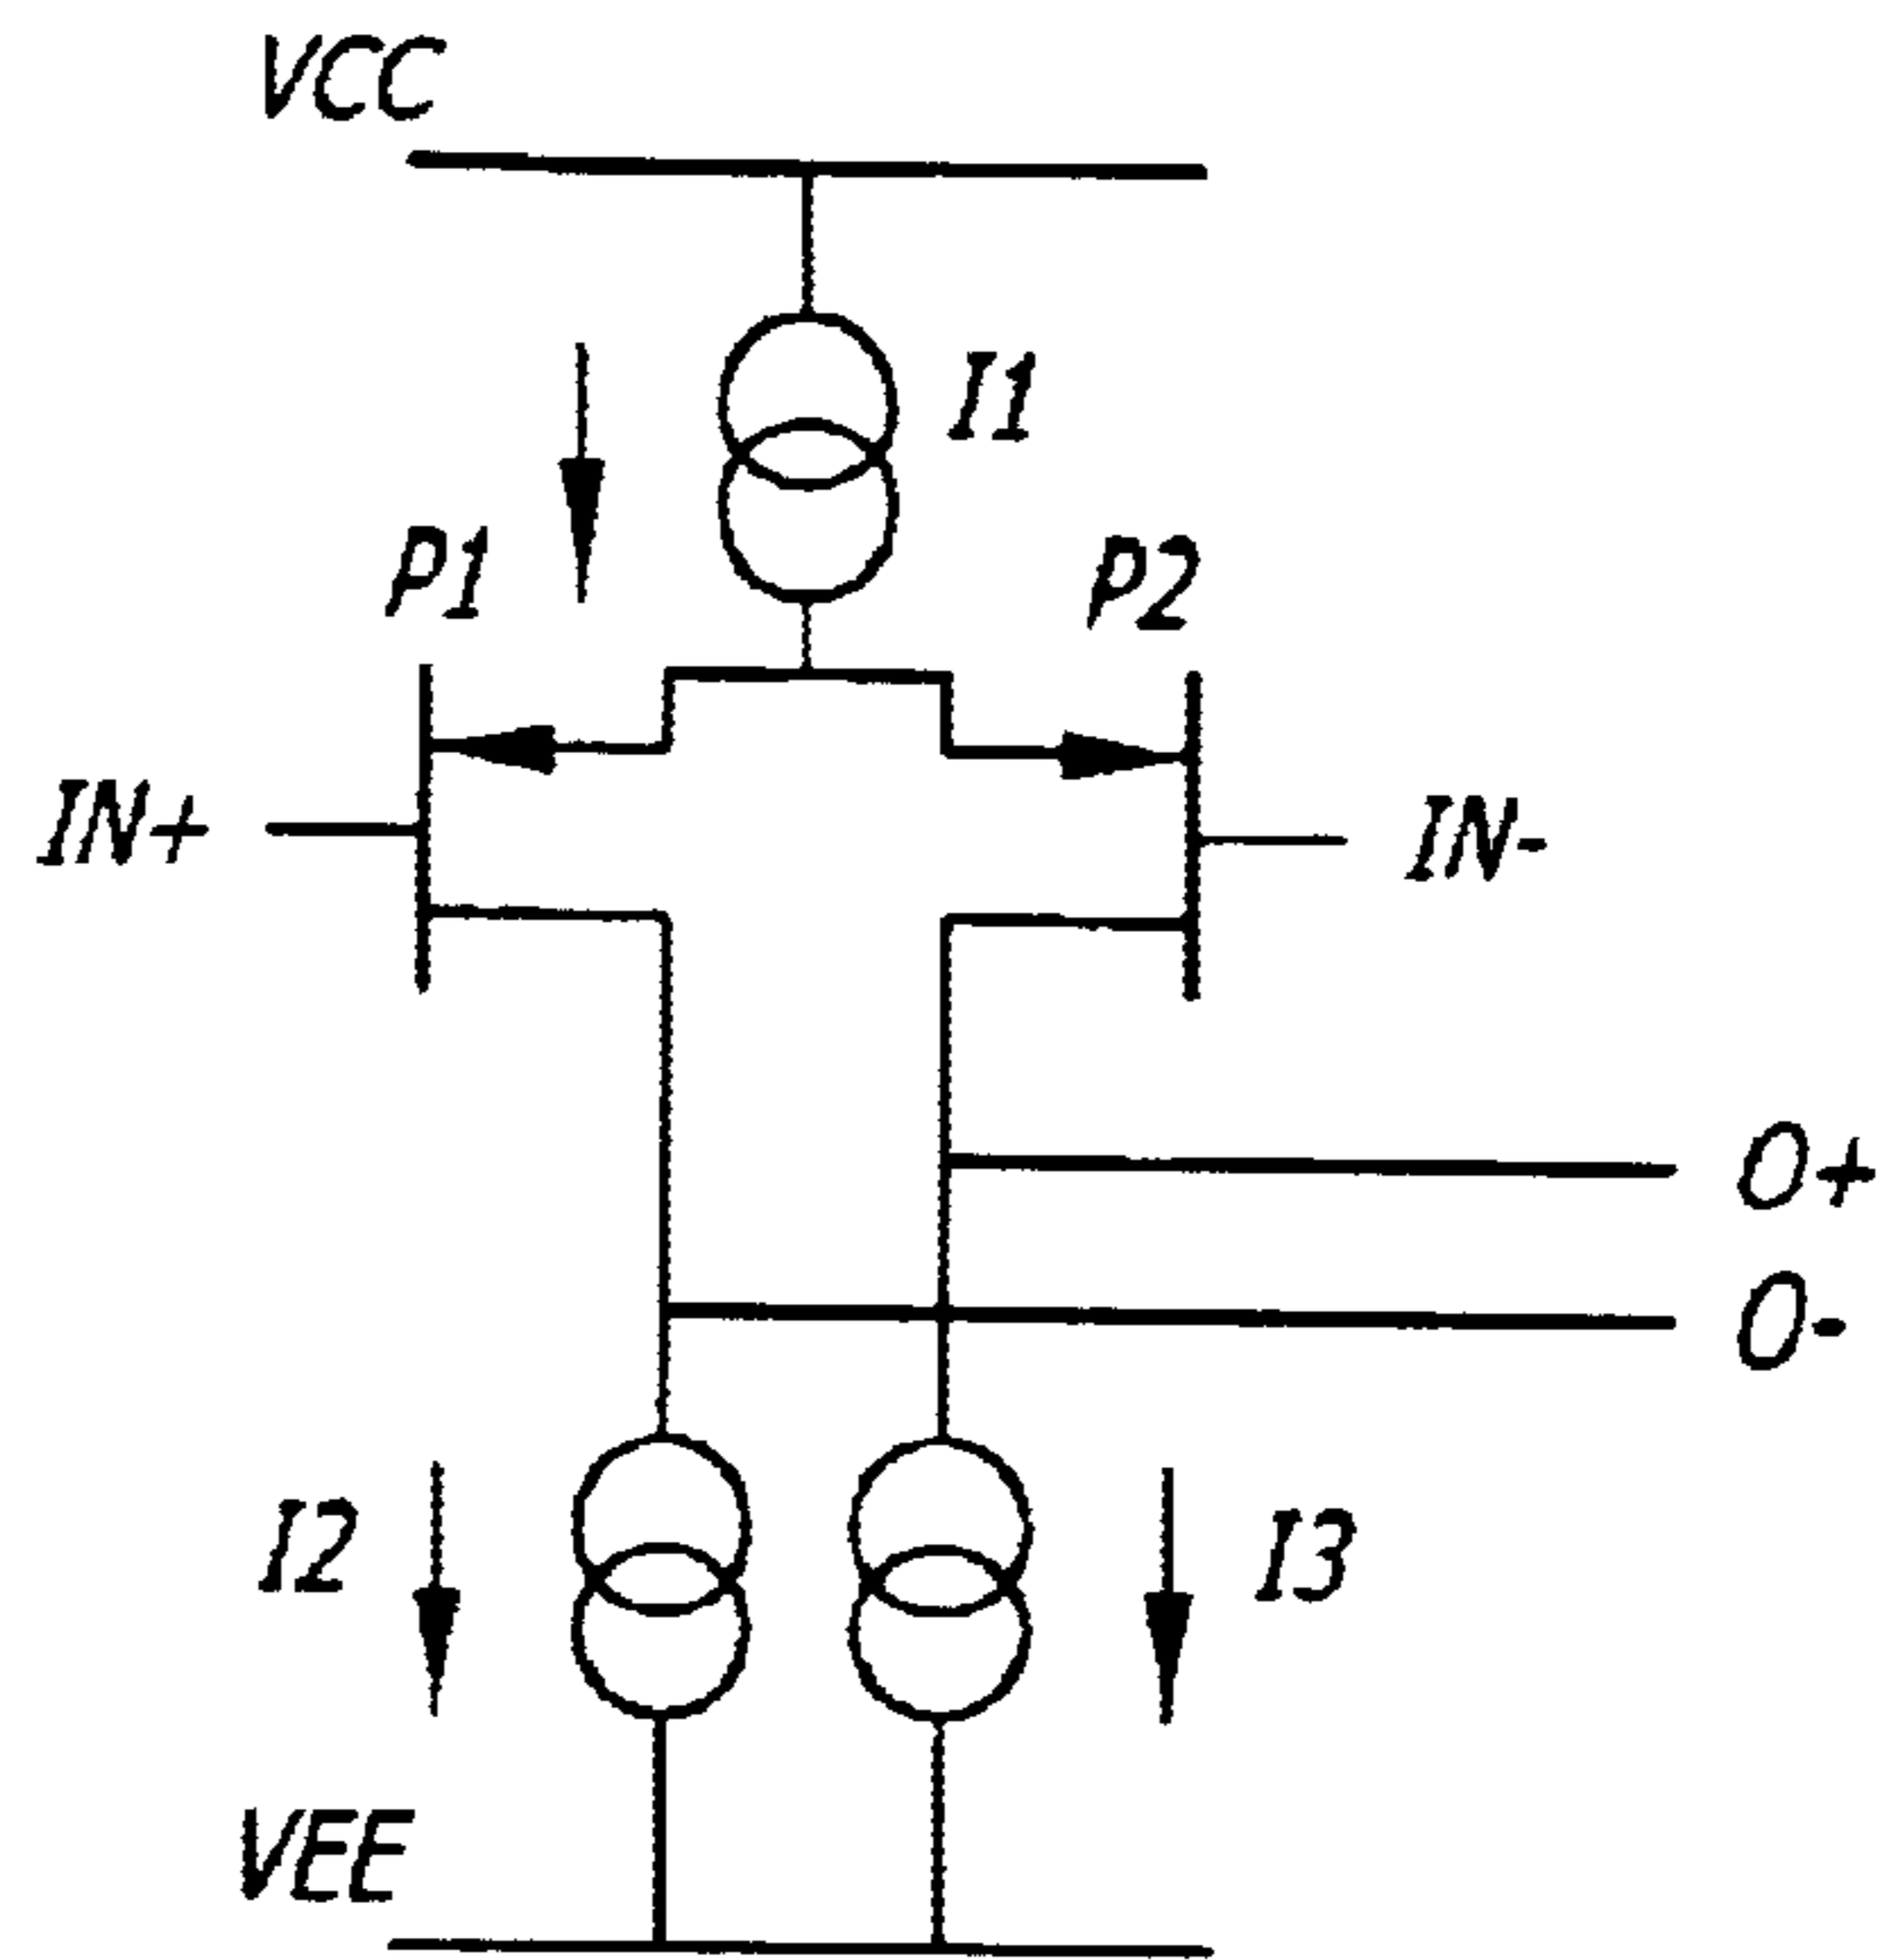 VCC
I1
P1
P2
IN+
IN-
O+
O-
I2
I3
VEE